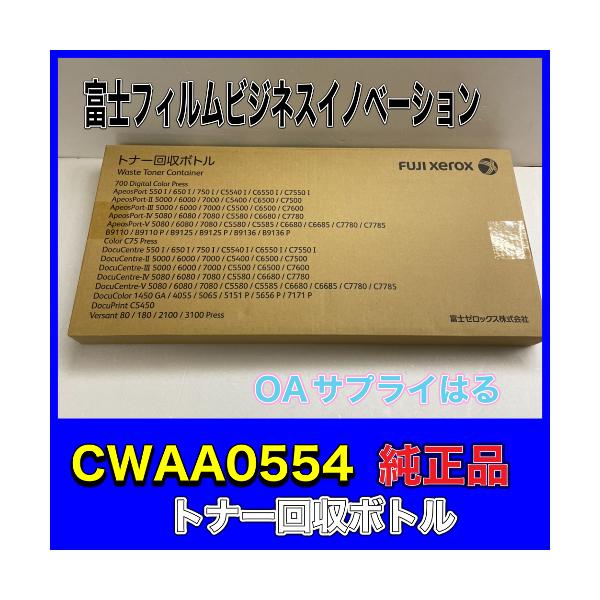 富士フィルムビジネスイノベーション
トナー回収ボトル
Waste Toner Container
FUJI xerox
700 Digital Color Press
ApeosPort 550 I / 650 I / 750 I / C5540 I / C6550 I / C7550 I
ApeosPort-II 5000 / 6000 / 7000 / C5400 / C6500 / C7500
ApeosPort-III 5000 / 6000 / 7000 / C5500 / C6500 / C7600
ApeosPort-IV 5080 / 6080 / 7080 / C5580 / C6680 / C7780
ApeosPort-V 5080 / 6080 / 7080 / C5580 / C6680 / C6685 / C7780 / C7785
B9110 / B9110 P / B9125 / B9125 P / B9136 / B9136 P
Color C75 Press
DocuCentre 550 I / 650 I / 750 I / C5540 I / C6550 I / C7550 I
DocuCentre-II 5000 / 6000 / 7000 / C5400 / C6500 / C7500
DocuCentre-III 5000 / 6000 / 7000 / C5500 / C6500 / C7600
DocuCentre-IV 5080 / 6080 / 7080 / C5580 / C6680 / C7780
DocuCentre-V 5080 / 6080 / 7080 / C5580 / C6680 / C6685 / C7780 / C7785
DocuColor 1450 GA / 4055 / 5065 / 5151 P / 5656 P / 7171 P
DocuPrint C5450
Versant 80 / 180 / 2100 / 3100 Press
富士ゼロックス株式会社
OAサプライはる
CWAA0554 純正品
トナー回収ボトル